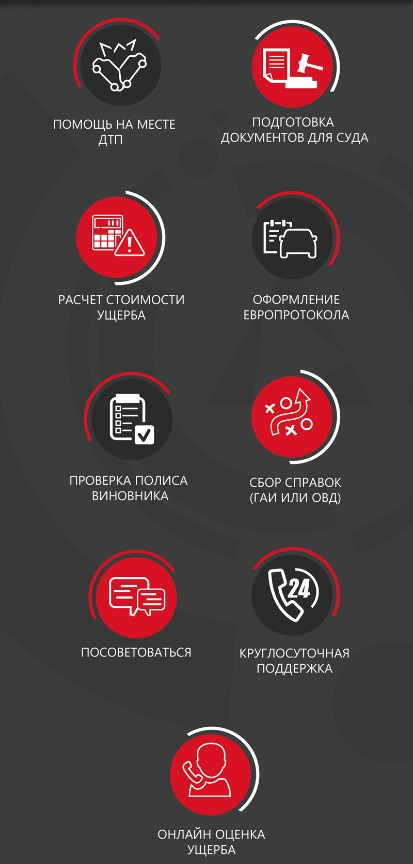 ПОМОЩЬ НА МЕСТЕ
ДТП
ПОДГОТОВКА
ДОКУМЕНТОВ ДЛЯ СУДА
РАСЧЕТ СТОИМОСТИ
УЩЕРБА
ОФОРМЛЕНИЕ
ЕВРОПРОТОКОЛА
ПРОВЕРКА ПОЛИСА
ВИНОВНИКА
СБОР СПРАВОК
(ГАИ ИЛИ ОВД)
ПОСОВЕТОВАТЬСЯ
24
КРУГЛОСУТОЧНАЯ
ПОДДЕРЖКА
ОНЛАЙН ОЦЕНКА
УЩЕРБА